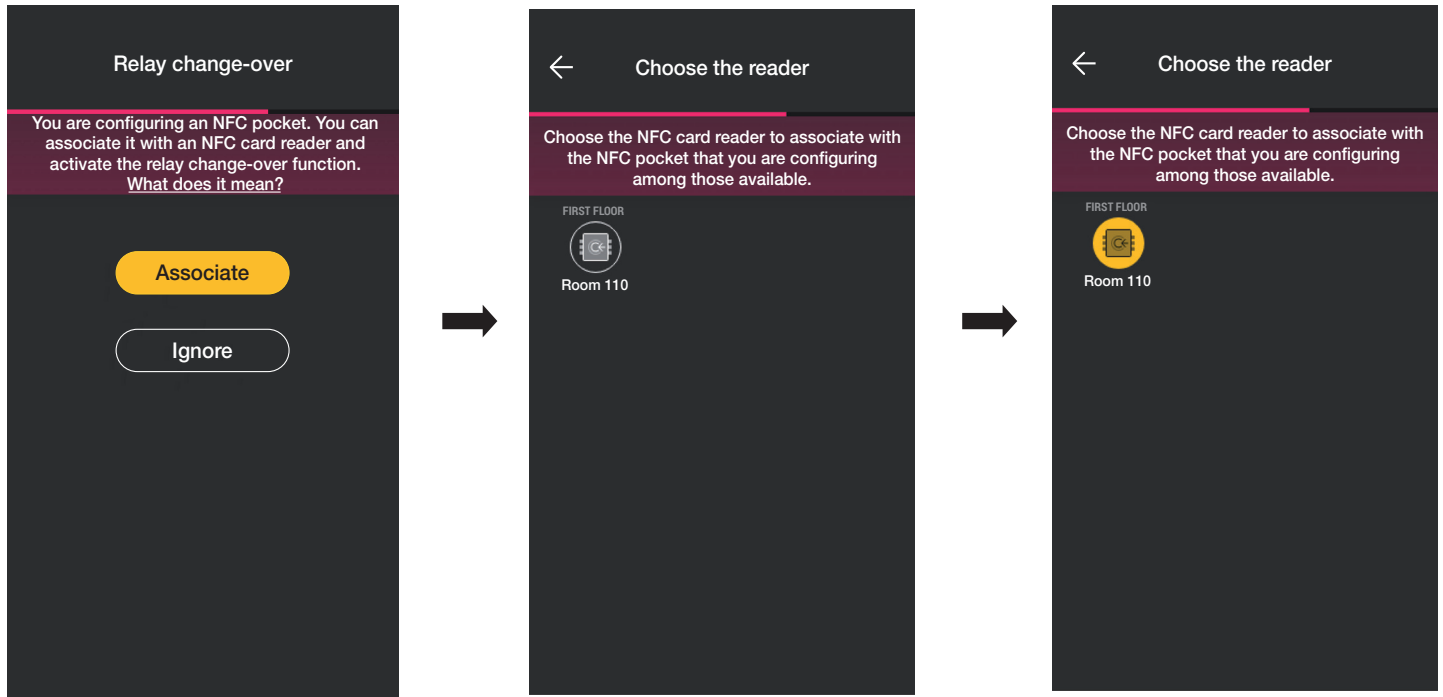 Relay change-over
You are configuring an NFC pocket. You can
associate it with an NFC card reader and
activate the relay change-over function.
What does it mean?
Associate
Ignore
Choose the reader
Choose the NFC card reader to associate with
the NFC pocket that you are configuring
among those available.
FIRST FLOOR
Room 110
Choose the reader
Choose the NFC card reader to associate with
the NFC pocket that you are configuring
among those available.
FIRST FLOOR
Room 110